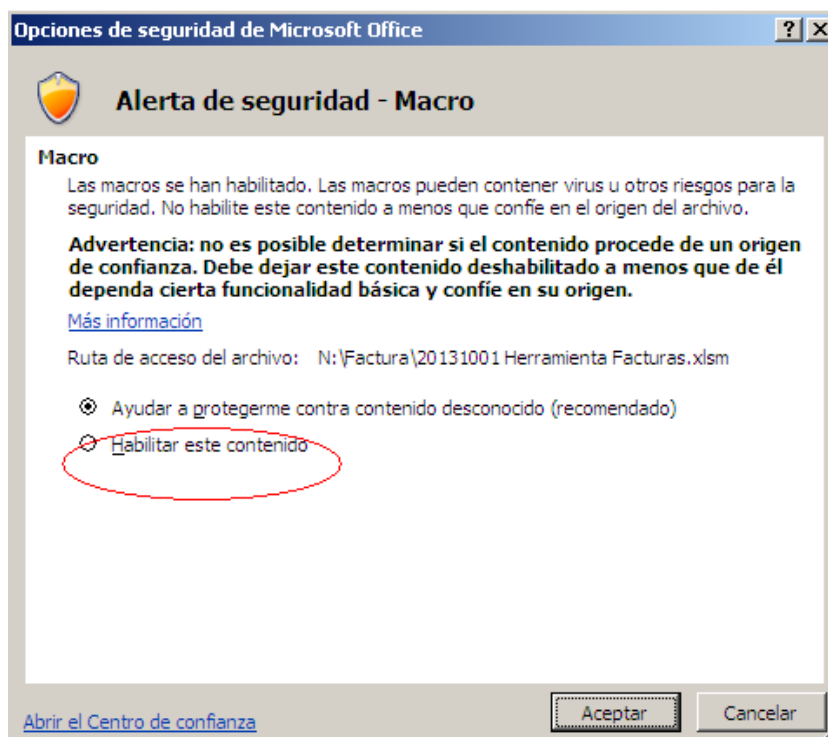 Opciones de seguridad de Microsoft Office
Alerta de seguridad - Macro
Macro
Las macros se han habilitado. Las macros pueden contener virus u otros riesgos para la
seguridad. No habilite este contenido a menos que confíe en el origen del archivo.
Advertencia: no es posible determinar si el contenido procede de un origen
de confianza. Debe dejar este contenido deshabilitado a menos que de él
dependa cierta funcionalidad básica y confíe en su origen.
Más información
Ruta de acceso del archivo: N:\Factura\20131001 Herramienta Facturas.xlsm
Ayudar a protegerme contra contenido desconocido (recomendado)
Habilitar este contenido
Abrir el Centro de confianza
Aceptar
Cancelar